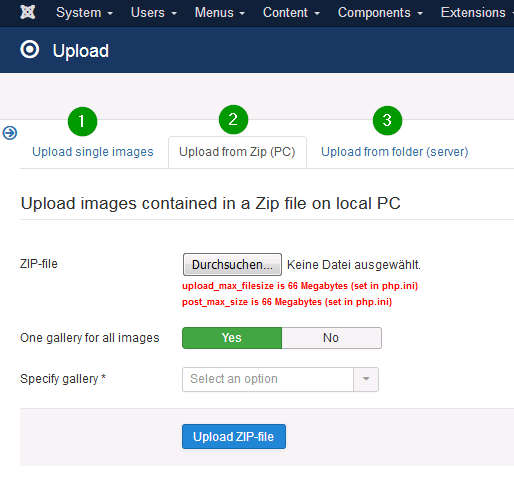 System Users Menus Content Components Extensions
Upload
1 2 3
Upload single images Upload from Zip (PC) Upload from folder (server)
Upload images contained in a Zip file on local PC
ZIP-file Durchsuchen... Keine Datei ausgewählt.
upload_max_filesize is 66 Megabytes (set in php.ini)
post_max_size is 66 Megabytes (set in php.ini)
One gallery for all images Yes No
Specify gallery * Select an option
Upload ZIP-file